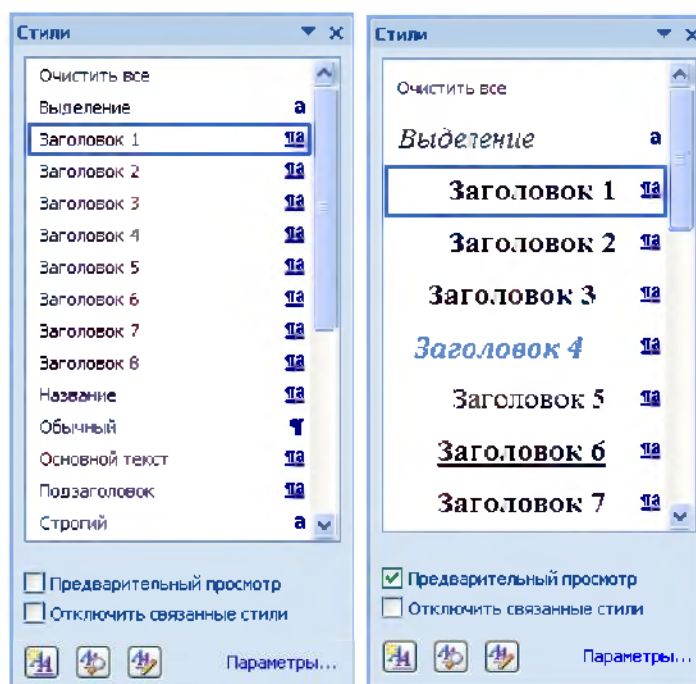 Стили
Очистить все
Выделение a
Заголовок 1 ¶a
Заголовок 2 ¶a
Заголовок 3 ¶a
Заголовок 4 ¶a
Заголовок 5 ¶a
Заголовок 6 ¶a
Заголовок 7 ¶a
Заголовок 8 ¶a
Название ¶a
Обычный ¶
Основной текст ¶a
Подзаголовок ¶a
Строгий a
Предварительный просмотр
Отключить связанные стили
Параметры...
Стили
Очистить все
Выделение a
Заголовок 1 ¶a
Заголовок 2 ¶a
Заголовок 3 ¶a
Заголовок 4 ¶a
Заголовок 5 ¶a
Заголовок 6 ¶a
Заголовок 7 ¶a
Предварительный просмотр
Отключить связанные стили
Параметры...